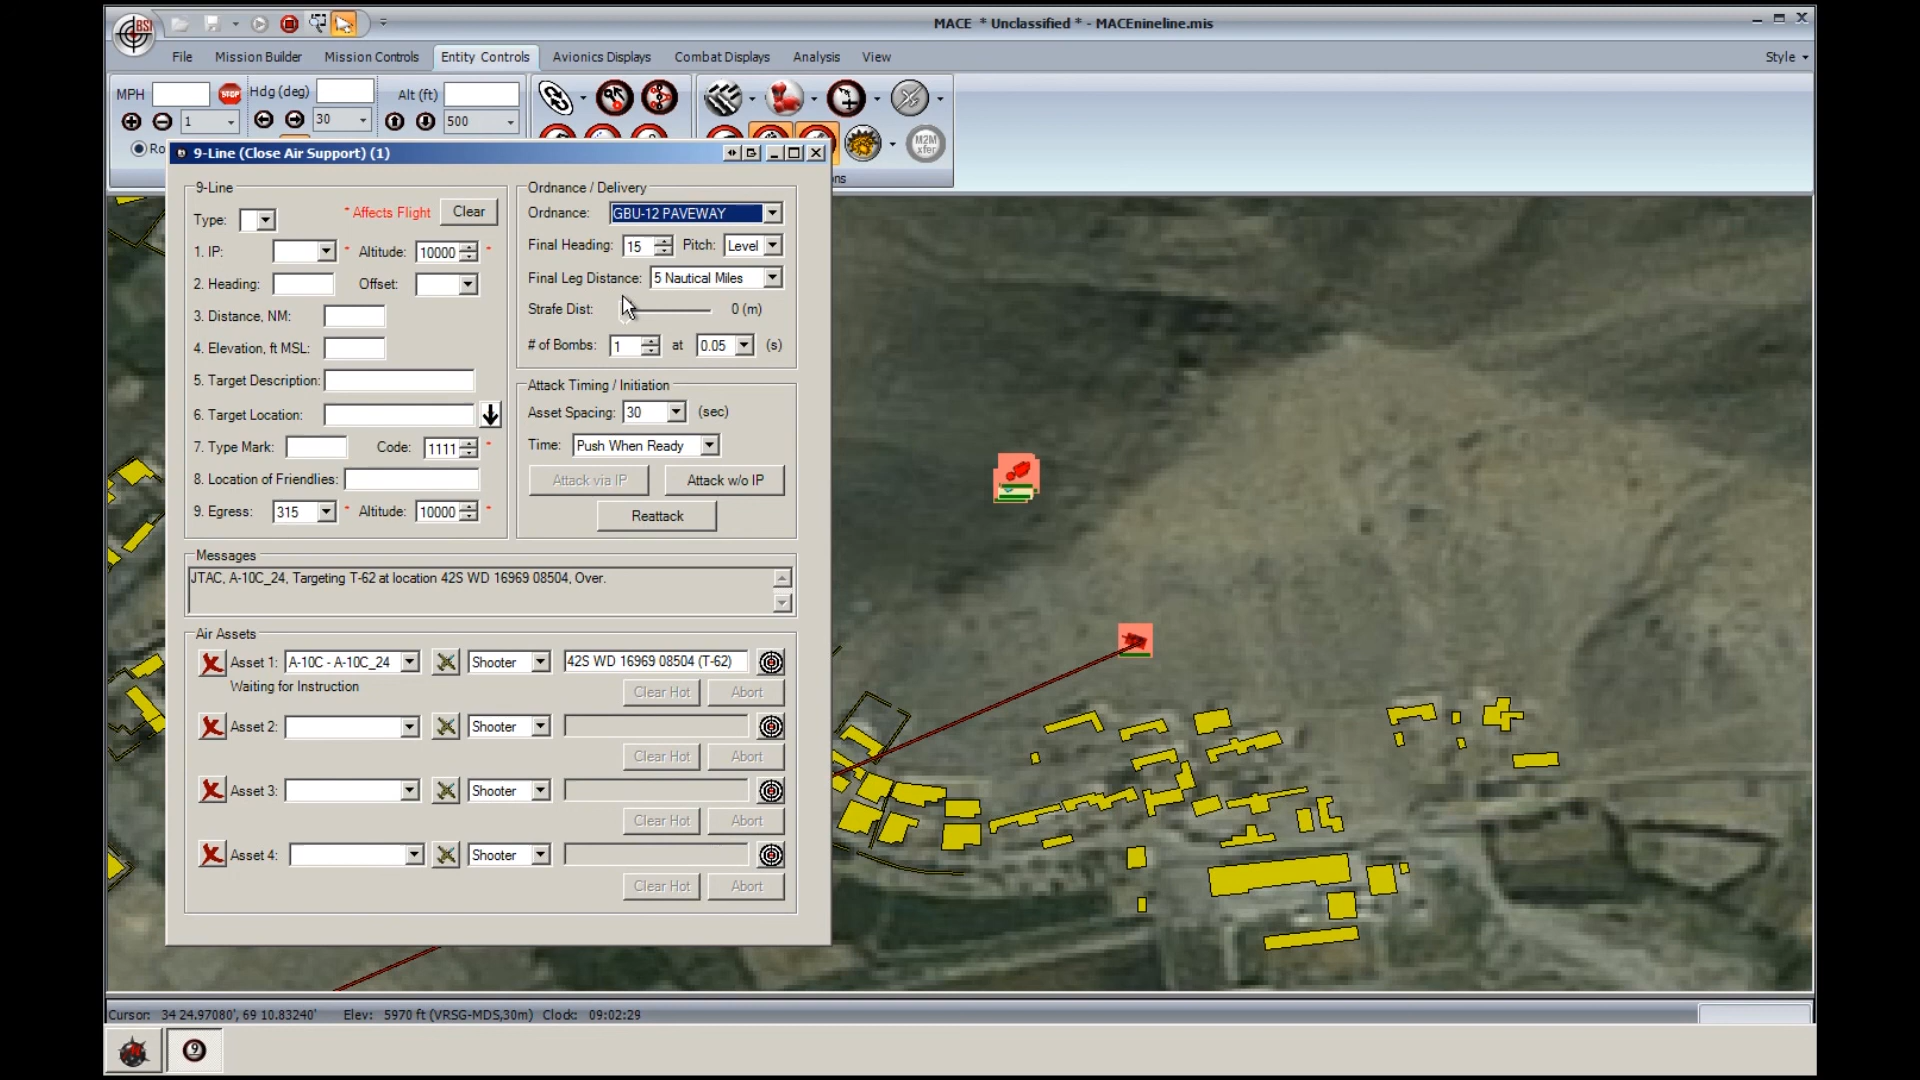 BSI
MACE * Unclassified * - MACEnineline.mis
File Mission Builder Mission Controls Entity Controls Avionics Displays Combat Displays Analysis View Style
MPH STOP Hdg (deg) Alt (ft)
1 30 500
Ro
M2M
xfer
ons
9-Line (Close Air Support) (1)
9-Line
Type: * Affects Flight Clear
1. IP: * Altitude: 10000 *
2. Heading: Offset:
3. Distance, NM:
4. Elevation, ft MSL:
5. Target Description:
6. Target Location:
7. Type Mark: Code: 1111 *
8. Location of Friendlies:
9. Egress: 315 * Altitude: 10000 *
Ordnance / Delivery
Ordnance: GBU-12 PAVEWAY
Final Heading: 15 Pitch: Level
Final Leg Distance: 5 Nautical Miles
Strafe Dist: 0 (m)
# of Bombs: 1 at 0.05 (s)
Attack Timing / Initiation
Asset Spacing: 30 (sec)
Time: Push When Ready
Attack via IP Attack w/o IP
Reattack
Messages
JTAC, A-10C_24, Targeting T-62 at location 42S WD 16969 08504, Over.
Air Assets
Asset 1: A-10C - A-10C_24 Shooter 42S WD 16969 08504 (T-62)
Waiting for Instruction Clear Hot Abort
Asset 2: Shooter
Clear Hot Abort
Asset 3: Shooter
Clear Hot Abort
Asset 4: Shooter
Clear Hot Abort
Cursor: 34 24.97080', 69 10.83240' Elev: 5970 ft (VRSG-MDS,30m) Clock: 09:02:29
9